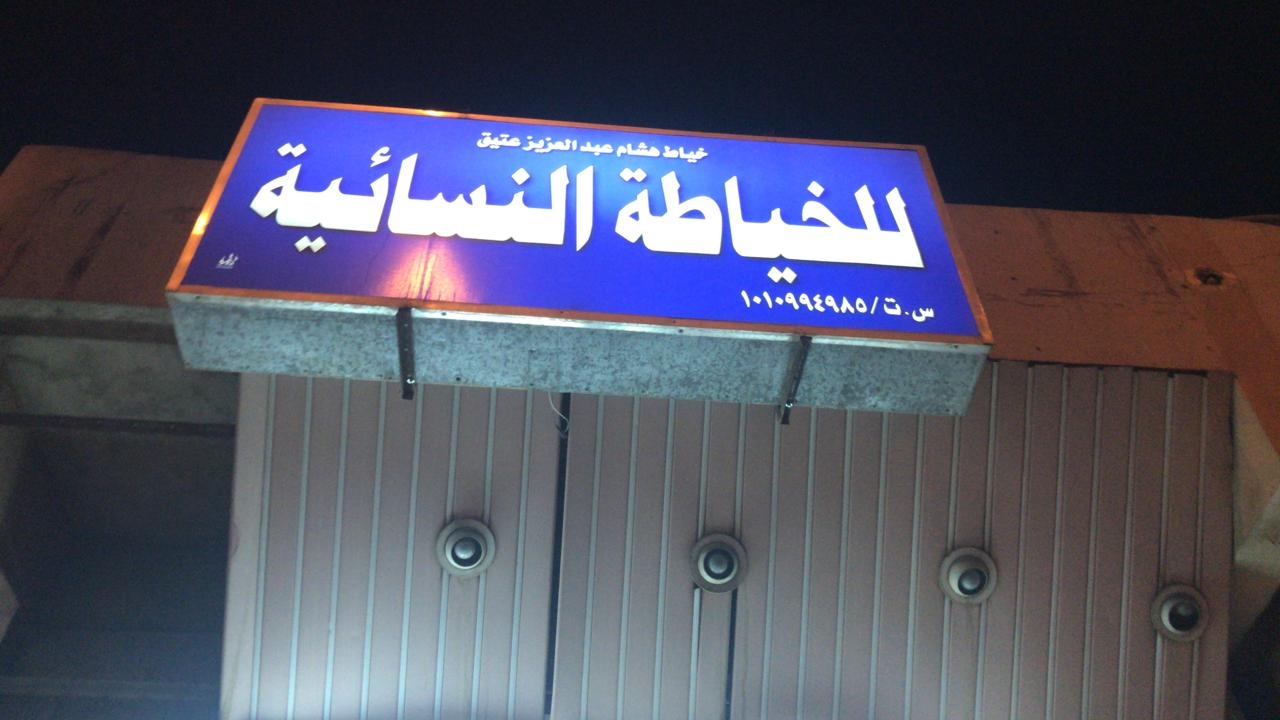 خياط هشام عبد العزيز عتيق
للخياطة النسائية
س.ت/١٠١٠٩٩٤٩٨٥